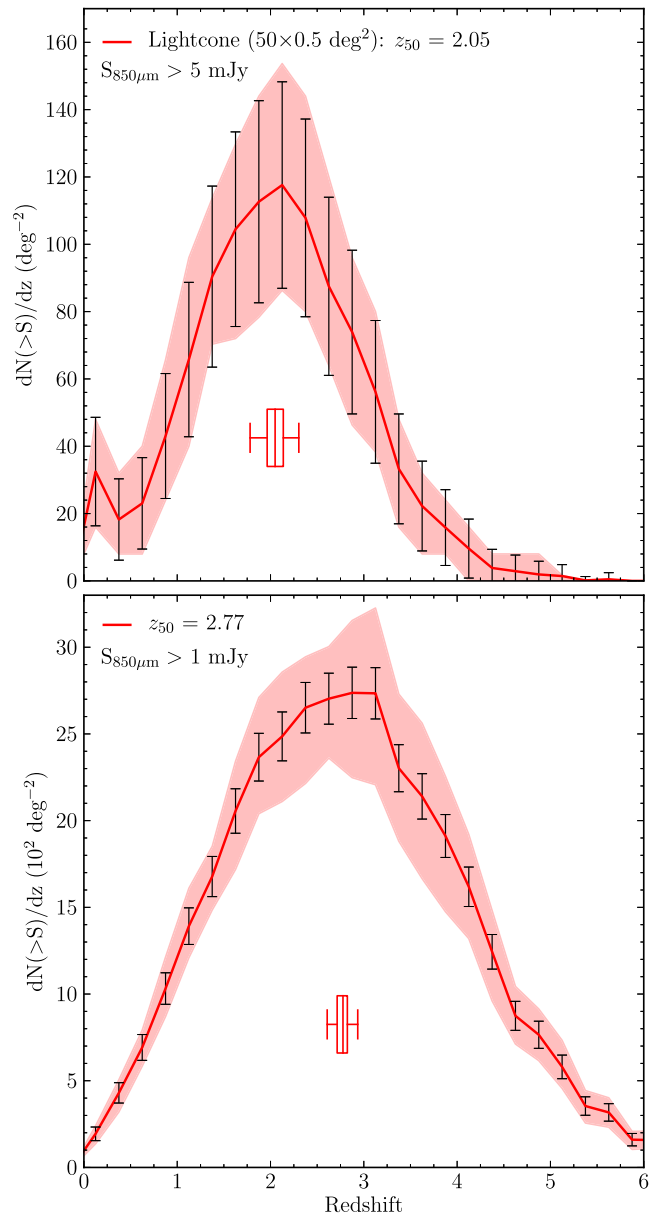 160
140
120
100
80
60
40
20
0
dN(>S)/dz (deg⁻²)
Lightcone (50×0.5 deg²): z₅₀ = 2.05
S₈₅₀μm > 5 mJy
30
25
20
15
10
5
0
dN(>S)/dz (10² deg⁻²)
z₅₀ = 2.77
S₈₅₀μm > 1 mJy
0 1 2 3 4 5 6
Redshift